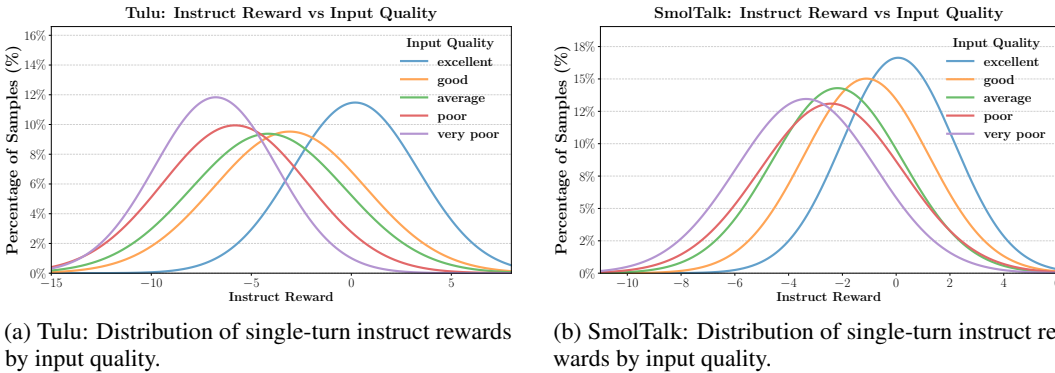 Tulu: Instruct Reward vs Input Quality
Percentage of Samples (%)
16%
14%
12%
10%
8%
6%
4%
2%
0%
Input Quality
excellent
good
average
poor
very poor
−15
−10
−5
0
5
Instruct Reward
(a) Tulu: Distribution of single-turn instruct rewards
by input quality.
SmolTalk: Instruct Reward vs Input Quality
Percentage of Samples (%)
18%
15%
12%
10%
8%
5%
2%
0%
Input Quality
excellent
good
average
poor
very poor
−10
−8
−6
−4
−2
0
2
4
6
Instruct Reward
(b) SmolTalk: Distribution of single-turn instruct re-
wards by input quality.